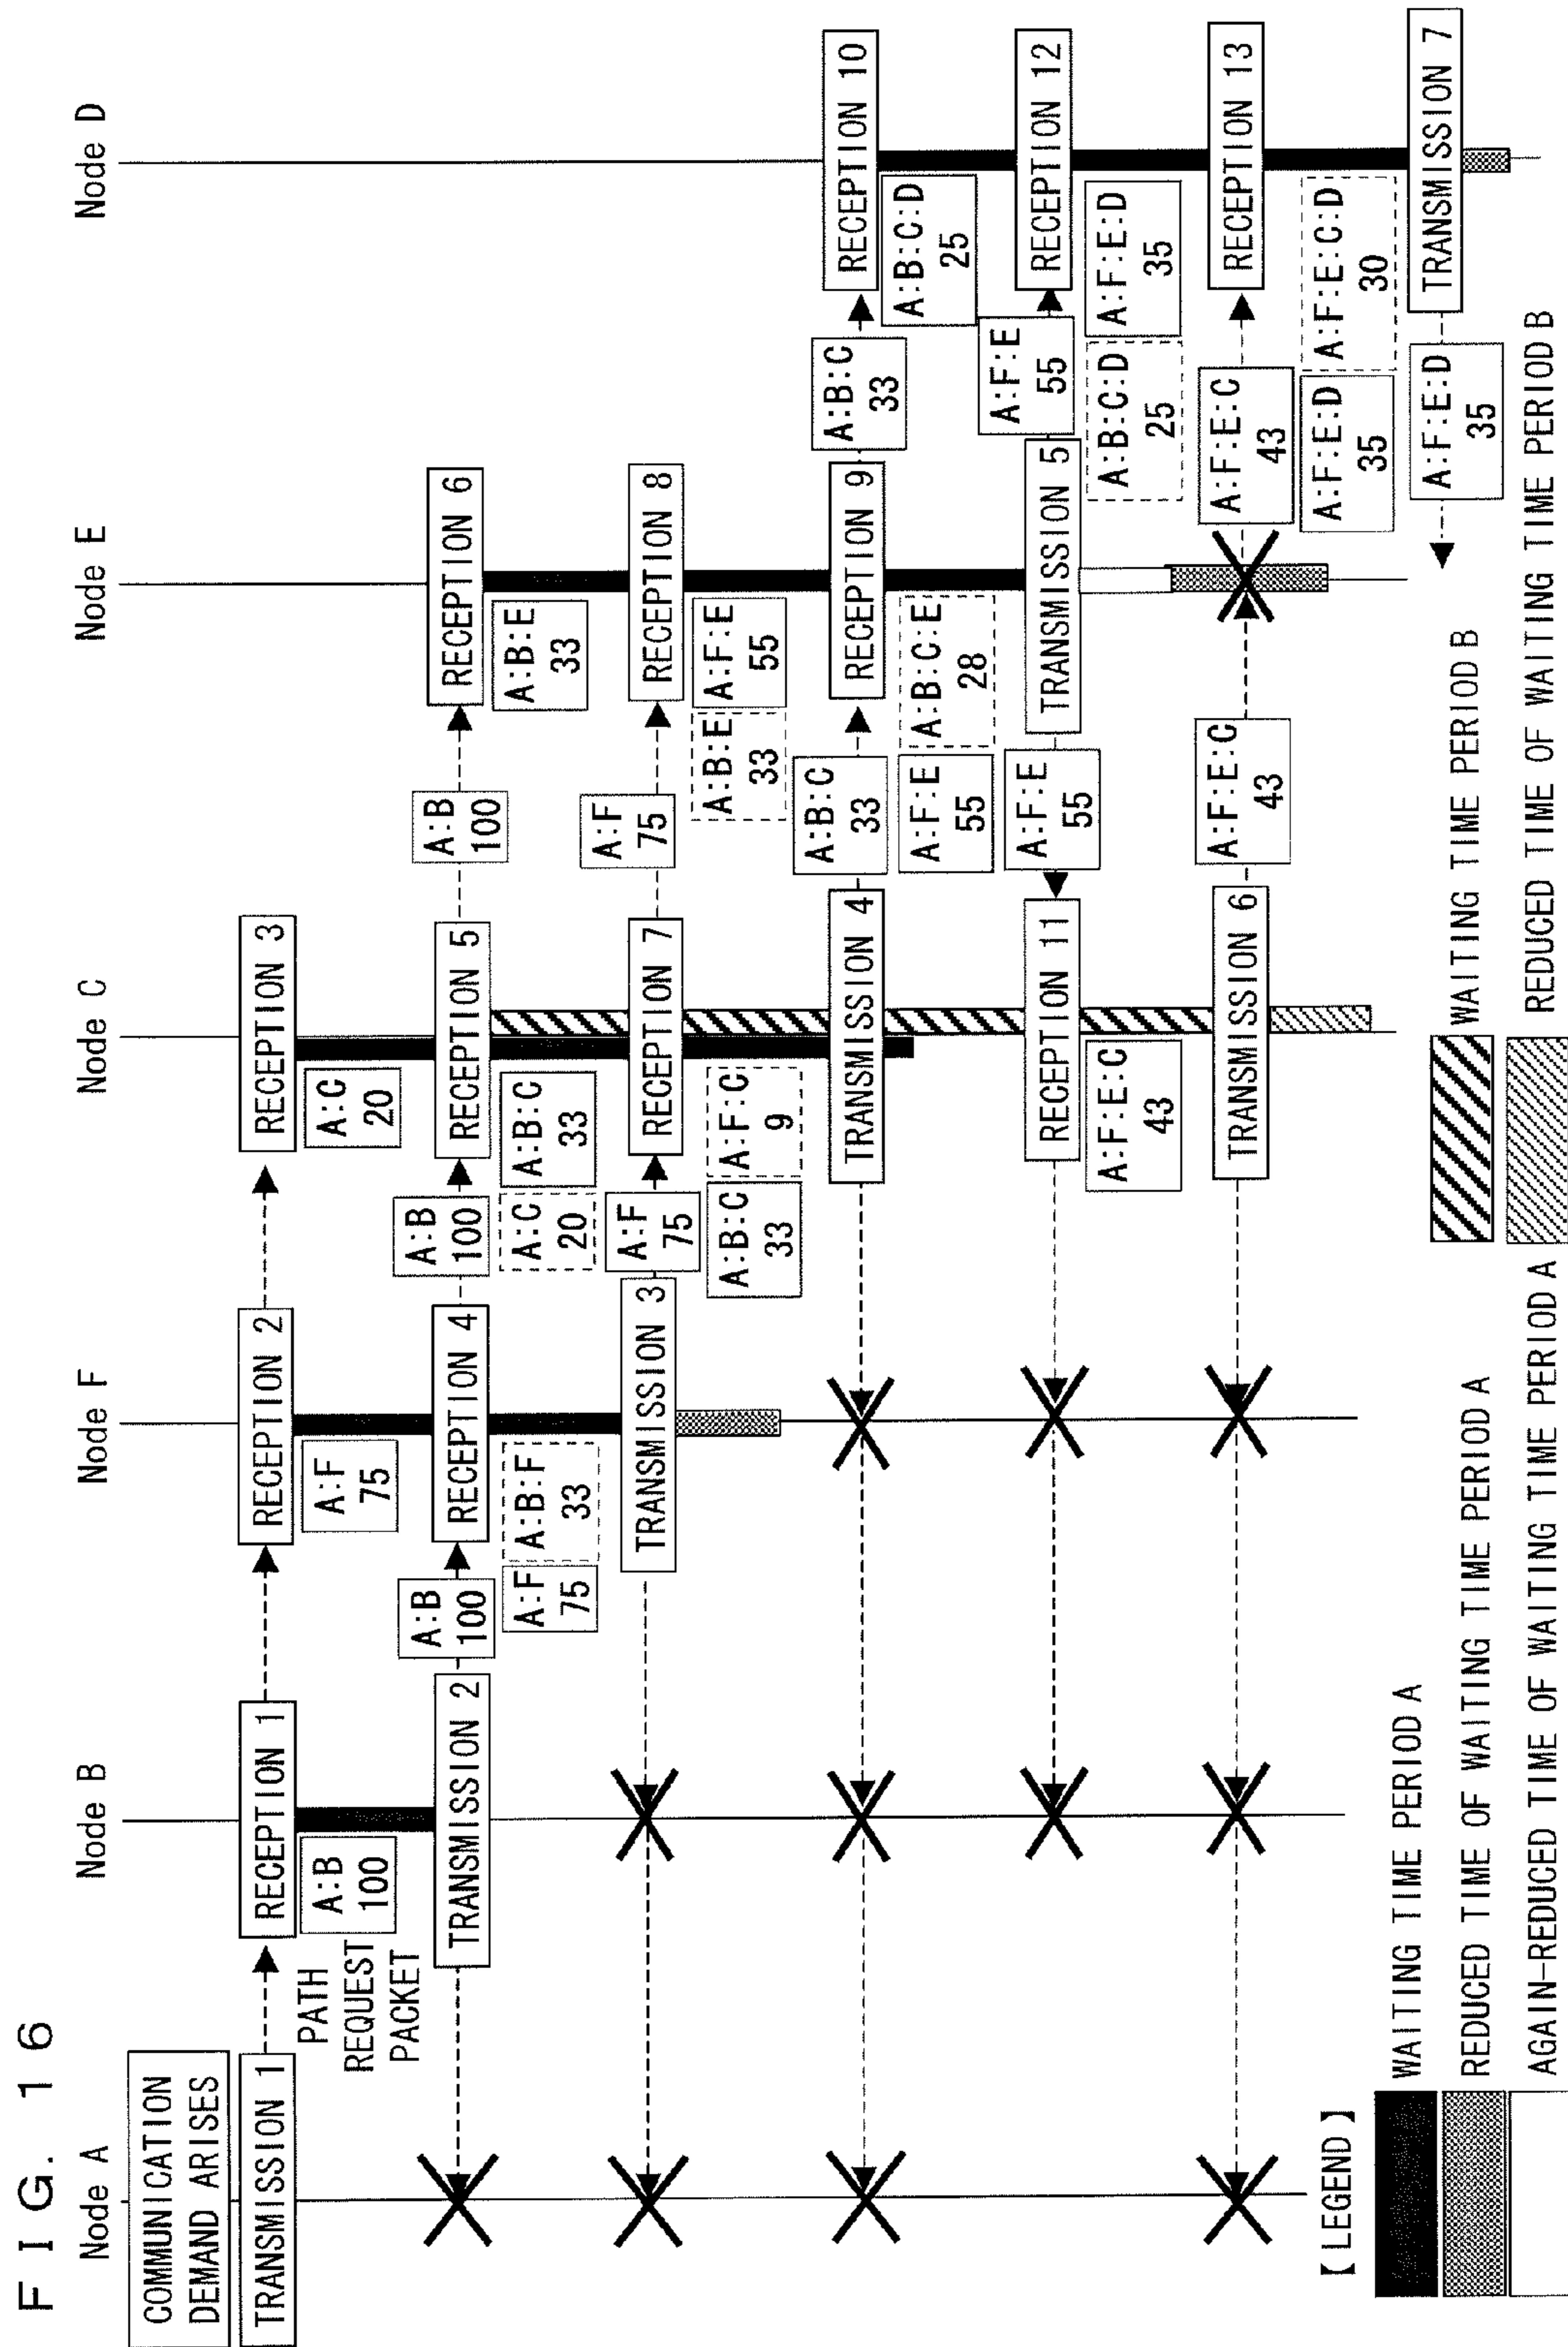 FIG. 16
Node A
Node B
Node F
Node C
Node E
Node D
COMMUNICATION
DEMAND ARISES
TRANSMISSION 1
RECEPTION 1
RECEPTION 2
RECEPTION 3
PATH
REQUEST
PACKET
A:B
100
A:F
75
A:C
20
TRANSMISSION 2
A:B
100
RECEPTION 4
A:B
100
RECEPTION 5
A:B
100
RECEPTION 6
A:F
75
A:B:F
33
A:C
20
A:B:C
33
A:B:E
33
TRANSMISSION 3
A:F
75
RECEPTION 7
A:F
75
RECEPTION 8
A:B:C
33
A:F:C
9
A:B:E
33
A:F:E
55
TRANSMISSION 4
A:B:C
33
RECEPTION 9
A:B:C
33
RECEPTION 10
A:F:E
55
A:B:C:E
28
A:B:C:D
25
RECEPTION 11
A:F:E
55
TRANSMISSION 5
A:F:E
55
RECEPTION 12
A:F:E:C
43
A:B:C:D
25
A:F:E:D
35
TRANSMISSION 6
A:F:E:C
43
A:F:E:C
43
RECEPTION 13
A:F:E:D
35
A:F:E:C:D
30
A:F:E:D
35
TRANSMISSION 7
【LEGEND】
WAITING TIME PERIOD A
REDUCED TIME OF WAITING TIME PERIOD A
AGAIN-REDUCED TIME OF WAITING TIME PERIOD A
WAITING TIME PERIOD B
REDUCED TIME OF WAITING TIME PERIOD B